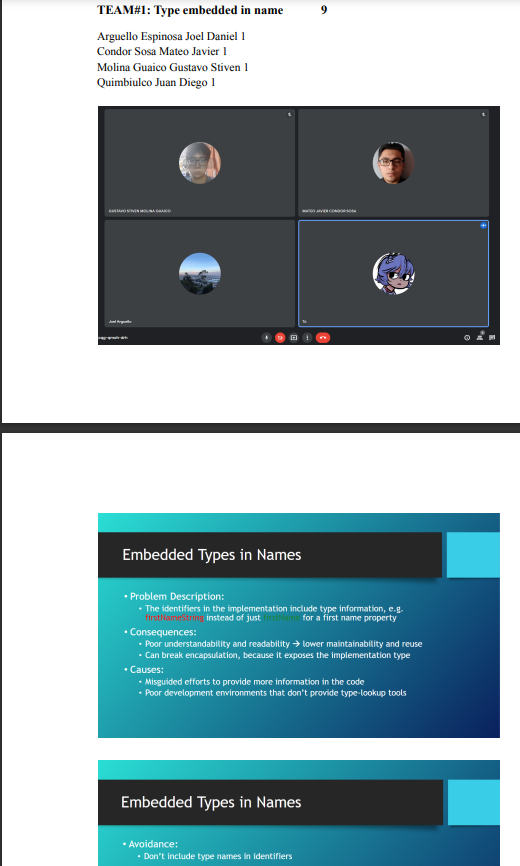 TEAM#1: Type embedded in name 9
Arguello Espinosa Joel Daniel 1
Condor Sosa Mateo Javier 1
Molina Guaico Gustavo Stiven 1
Quimbiulco Juan Diego 1
GUSTAVO STIVEN MOLINA GUAICO
MATEO JAVIER CONDOR SOSA
Joel Arguello
Tú
Embedded Types in Names
• Problem Description:
• The identifiers in the implementation include type information, e.g.
firstNameString instead of just firstName for a first name property
• Consequences:
• Poor understandability and readability → lower maintainability and reuse
• Can break encapsulation, because it exposes the implementation type
• Causes:
• Misguided efforts to provide more information in the code
• Poor development environments that don't provide type-lookup tools
Embedded Types in Names
• Avoidance:
• Don't include type names in identifiers